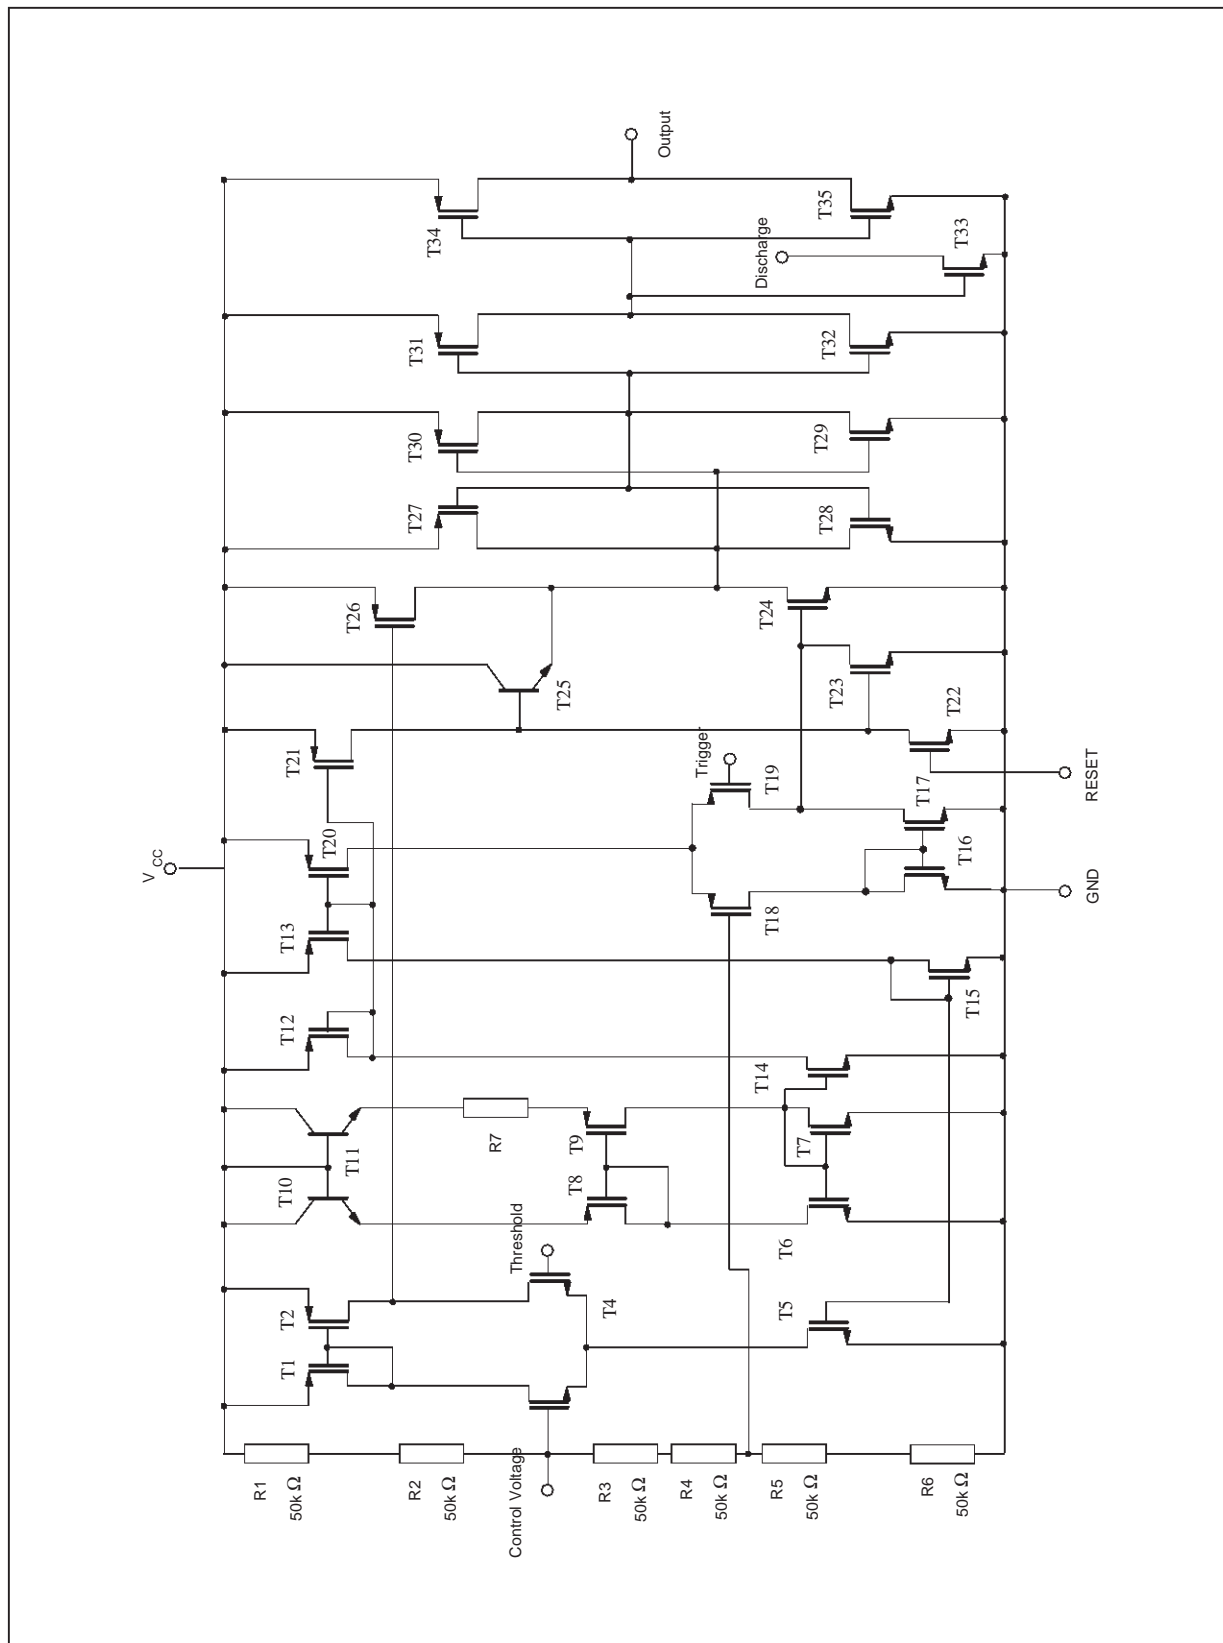 Output
T34
T35
T33
Discharge
T31
T32
T30
T29
T27
T28
T26
T24
T25
T23
T22
T21
Trigger
T19
T17
RESET
T20
V CC
T16
GND
T18
T13
T15
T12
T14
T11
R7
T9
T7
T10
T8
T6
Threshold
T2
T4
T5
T1
Control Voltage
R1
50k Ω
R2
50k Ω
R3
50k Ω
R4
50k Ω
R5
50k Ω
R6
50k Ω